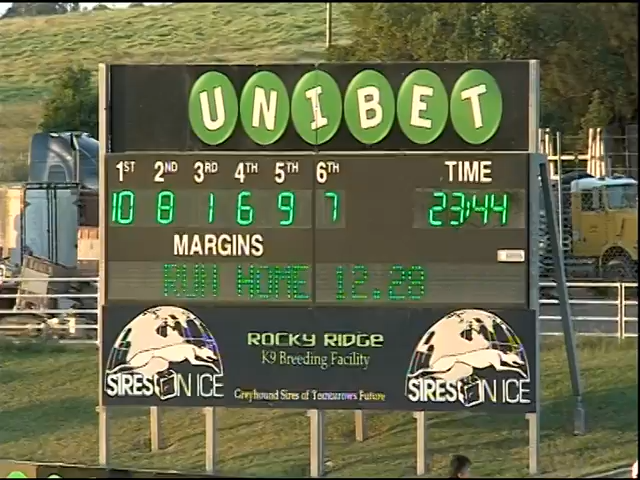 UNIBET
1ST 2ND 3RD 4TH 5TH 6TH TIME
10 8 1 6 9 7 23:44
MARGINS
RUN HOME 12.28
ROCKY RIDGE
K9 Breeding Facility
Greyhound Sires of Tomorrows Future
SIRES ON ICE
SIRES ON ICE